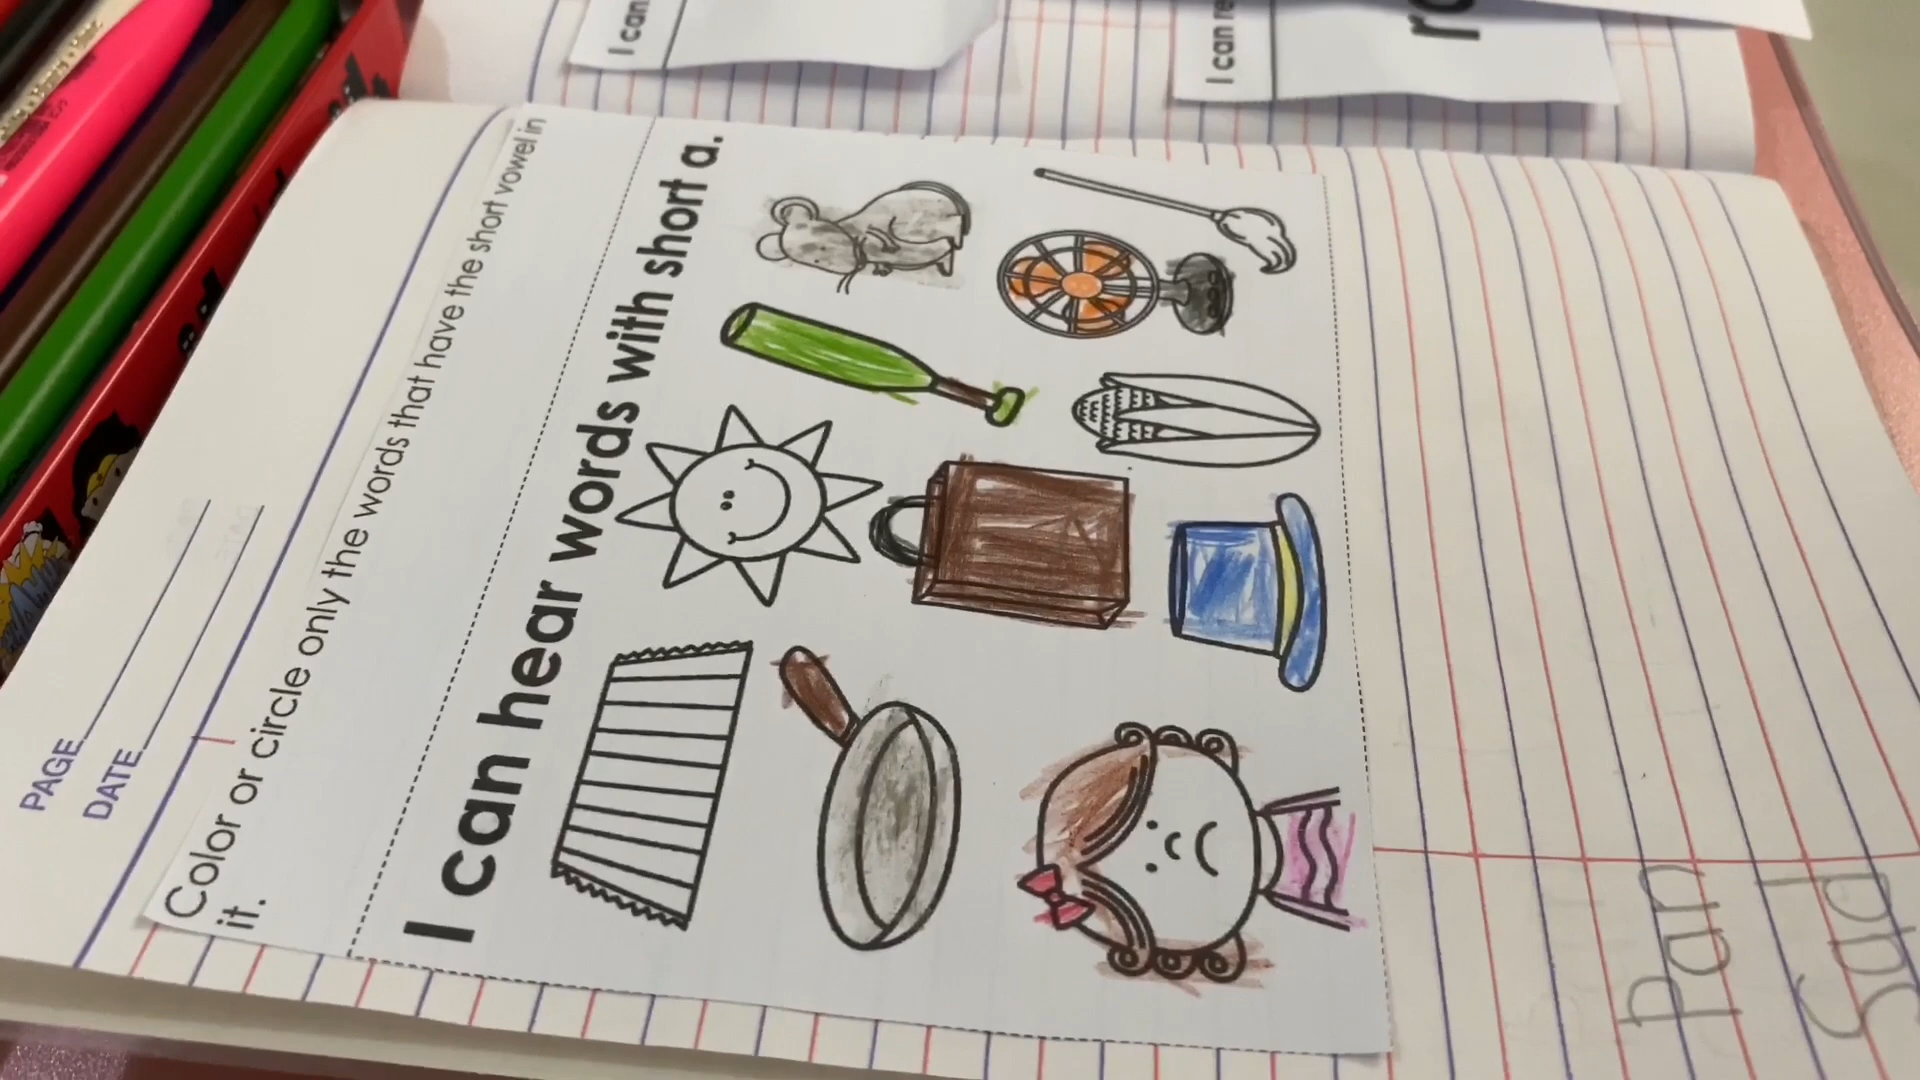 PAGE
DATE
Color or circle only the words that have the short vowel in
it.
I can hear words with short a.
Pan
Sad
I can
I can re